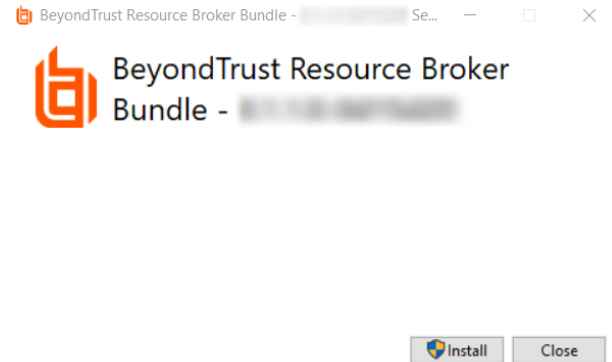 BeyondTrust Resource Broker Bundle - Se...
BeyondTrust Resource Broker
Bundle -
Install
Close